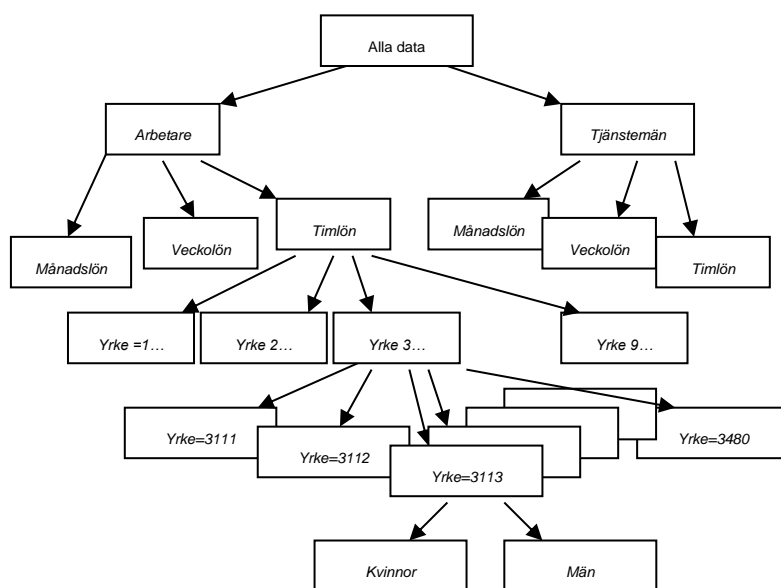 Alla data
Arbetare
Tjänstemän
Månadslön
Veckolön
Timlön
Månadslön
Veckolön
Timlön
Yrke =1…
Yrke 2…
Yrke 3…
Yrke 9…
Yrke=3111
Yrke=3112
Yrke=3113
Yrke=3480
Kvinnor
Män